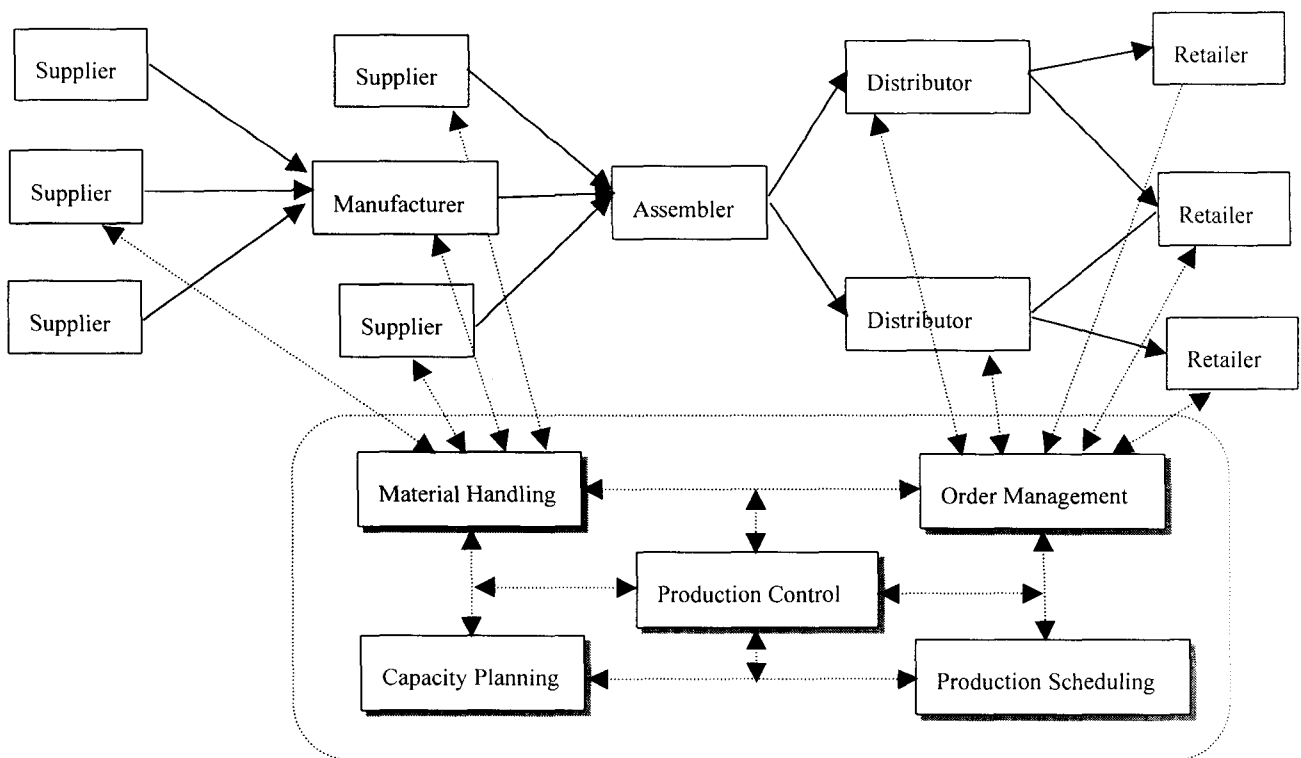 Supplier
Supplier
Distributor
Retailer
Supplier
Manufacturer
Assembler
Retailer
Supplier
Supplier
Distributor
Retailer
Material Handling
Order Management
Production Control
Capacity Planning
Production Scheduling